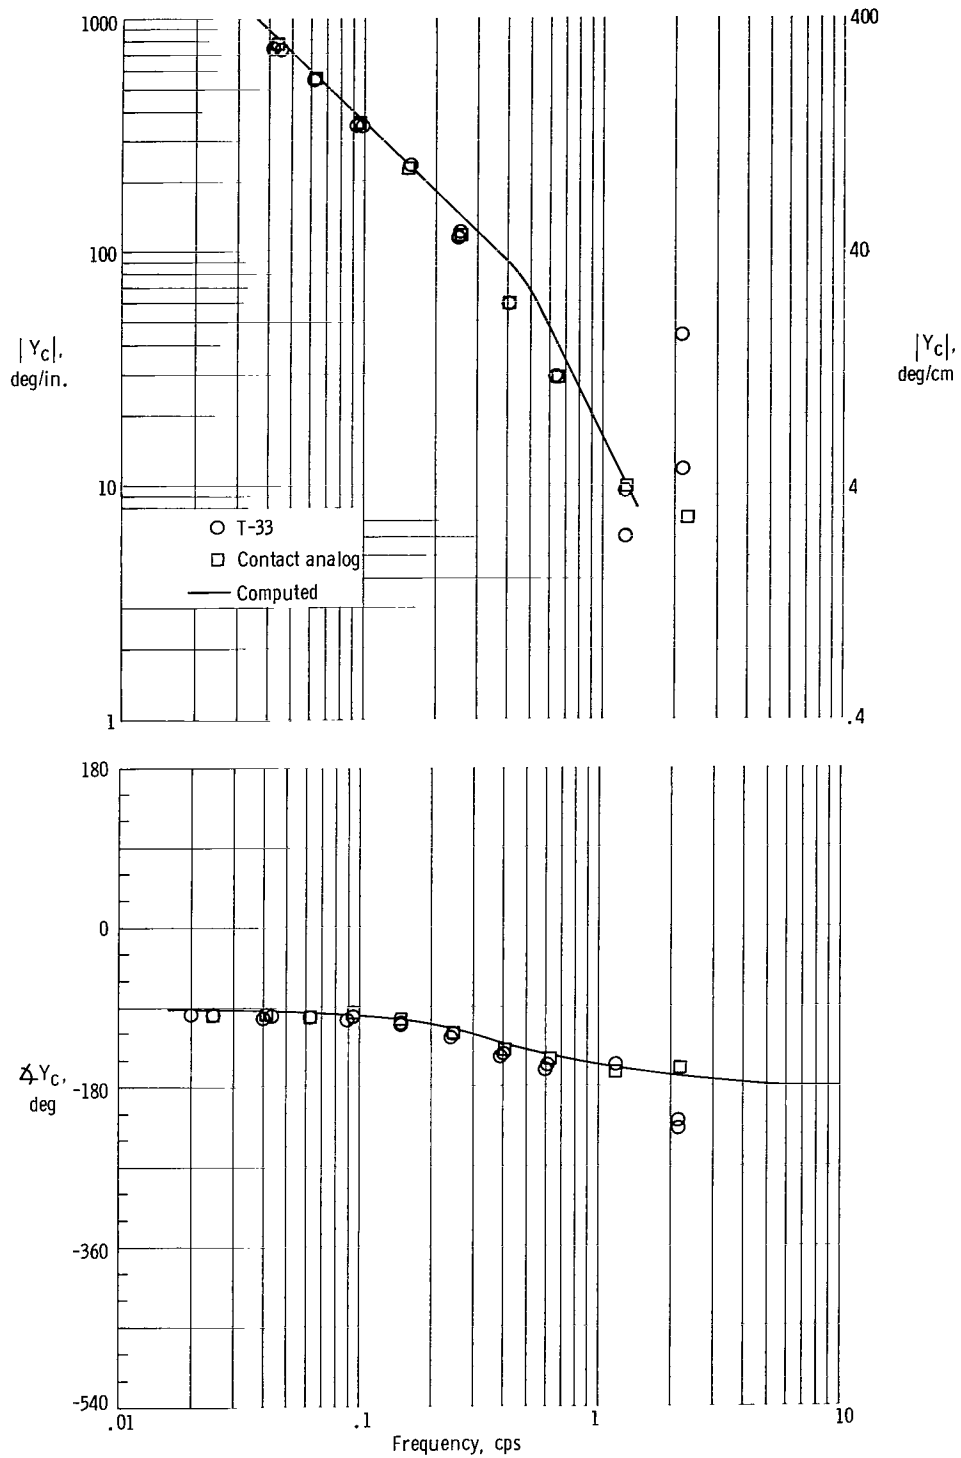 1000
400
100
40
|Y_C|,
deg/in.
|Y_C|,
deg/cm
10
4
T-33
Contact analog
Computed
1
.4
180
0
∡Y_C,
deg
-180
-360
-540
.01
.1
1
10
Frequency, cps